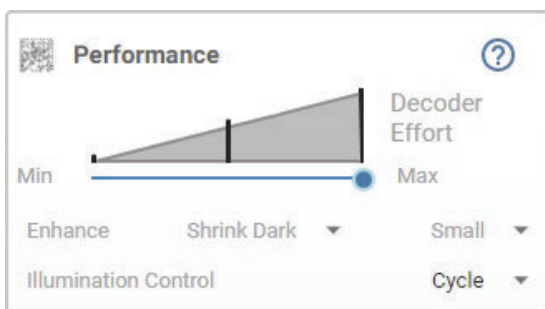 Performance ?
Decoder
Effort
Min Max
Enhance Shrink Dark Small
Illumination Control Cycle